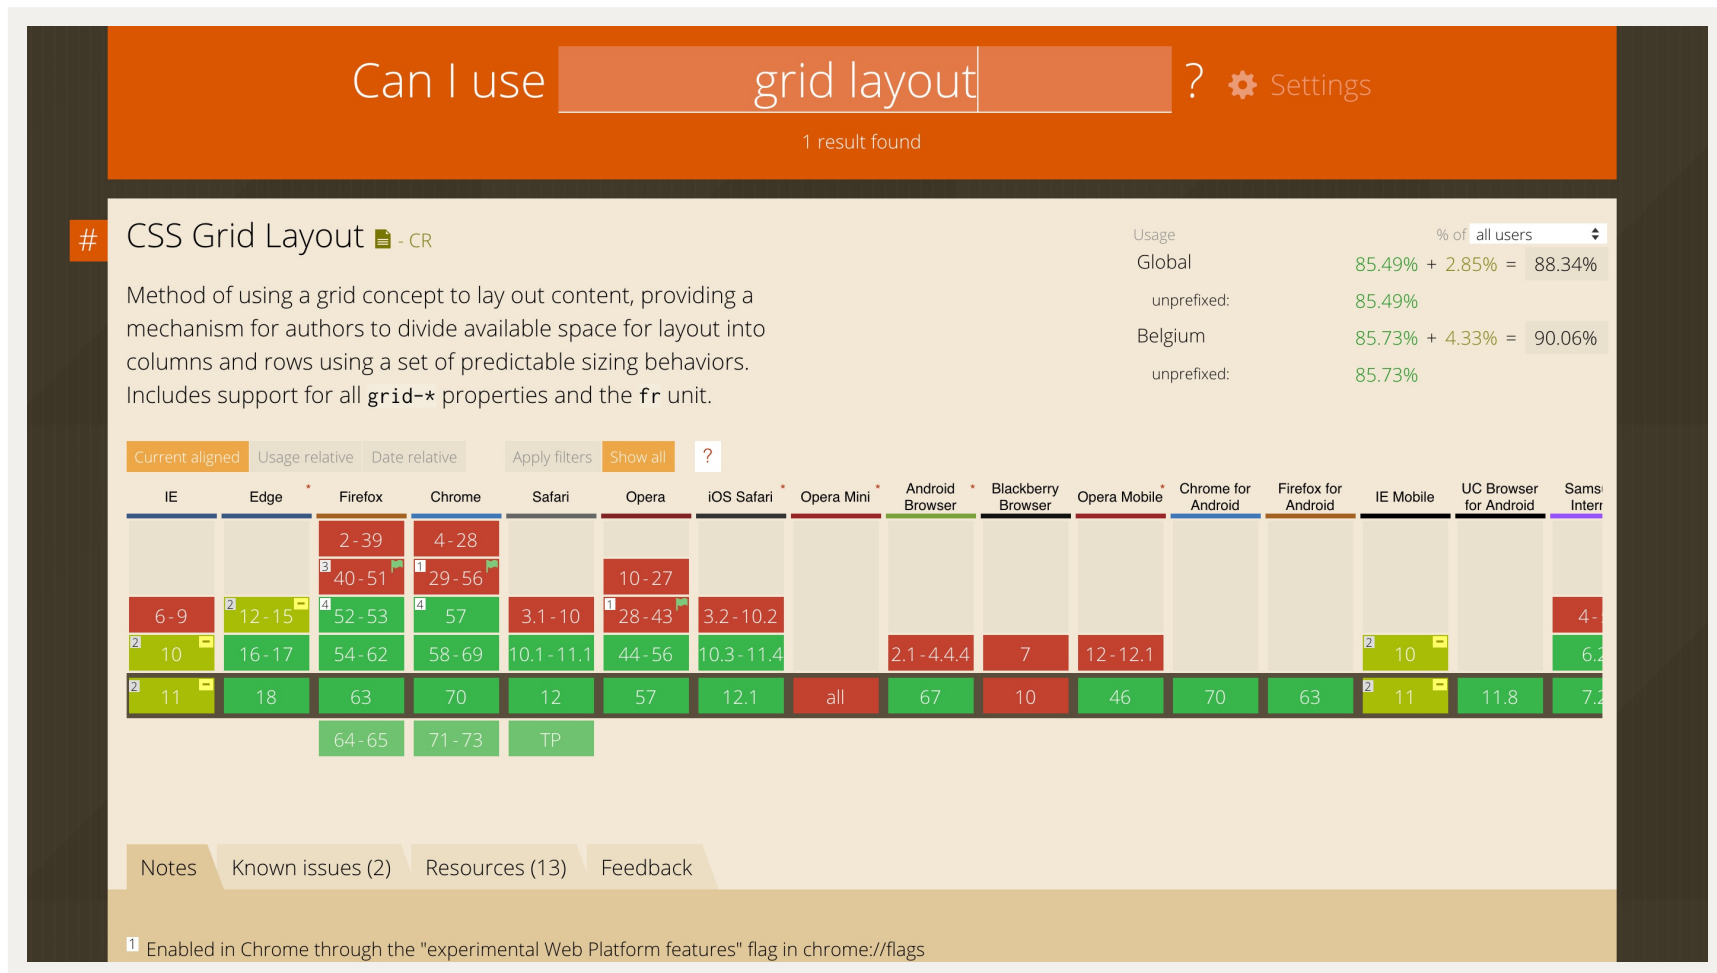 Can I use grid layout ? Settings
1 result found
# CSS Grid Layout - CR
Usage % of all users
Global 85.49% + 2.85% = 88.34%
unprefixed: 85.49%
Belgium 85.73% + 4.33% = 90.06%
unprefixed: 85.73%
Method of using a grid concept to lay out content, providing a
mechanism for authors to divide available space for layout into
columns and rows using a set of predictable sizing behaviors.
Includes support for all grid-* properties and the fr unit.
Current aligned Usage relative Date relative Apply filters Show all ?
IE Edge * Firefox Chrome Safari Opera iOS Safari * Opera Mini * Android Browser * Blackberry Browser Opera Mobile * Chrome for Android Firefox for Android IE Mobile UC Browser for Android
2-39 4-28
3 40-51 1 29-56 10-27
6-9 2 12-15 4 52-53 4 57 3.1-10 1 28-43 3.2-10.2 4-
2 10 16-17 54-62 58-69 10.1-11.1 44-56 10.3-11.4 2.1-4.4.4 7 12-12.1 2 10 6.2
2 11 18 63 70 12 57 12.1 all 67 10 46 70 63 2 11 11.8 7.2
64-65 71-73 TP
Notes Known issues (2) Resources (13) Feedback
1 Enabled in Chrome through the "experimental Web Platform features" flag in chrome://flags